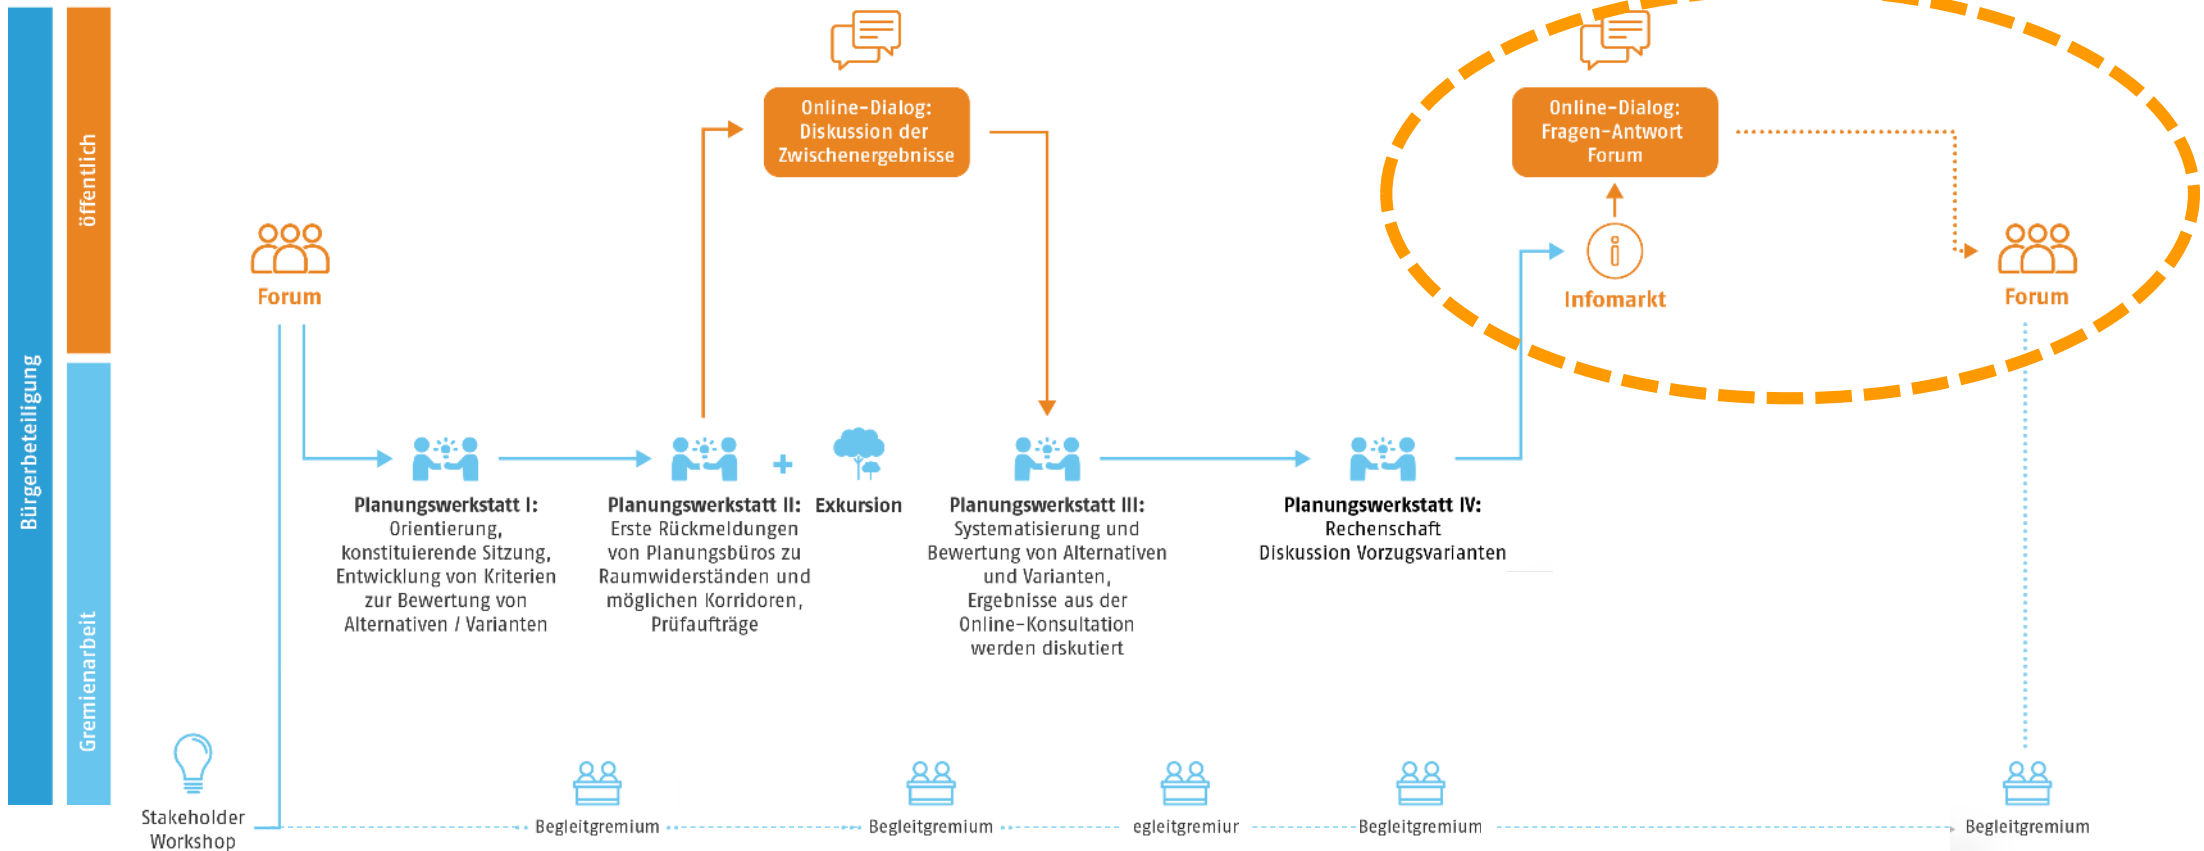 Bürgerbeteiligung
öffentlich
Gremienarbeit
Online-Dialog:
Diskussion der
Zwischenergebnisse
Online-Dialog:
Fragen-Antwort
Forum
Forum
Infomarkt
Forum
Planungswerkstatt I:
Orientierung,
konstituierende Sitzung,
Entwicklung von Kriterien
zur Bewertung von
Alternativen / Varianten
Planungswerkstatt II:
Erste Rückmeldungen
von Planungsbüros zu
Raumwiderständen und
möglichen Korridoren,
Prüfaufträge
+
Exkursion
Planungswerkstatt III:
Systematisierung und
Bewertung von Alternativen
und Varianten,
Ergebnisse aus der
Online-Konsultation
werden diskutiert
Planungswerkstatt IV:
Rechenschaft
Diskussion Vorzugsvarianten
i
Stakeholder
Workshop
Begleitgremium
Begleitgremium
egleitgremiur
Begleitgremium
Begleitgremium